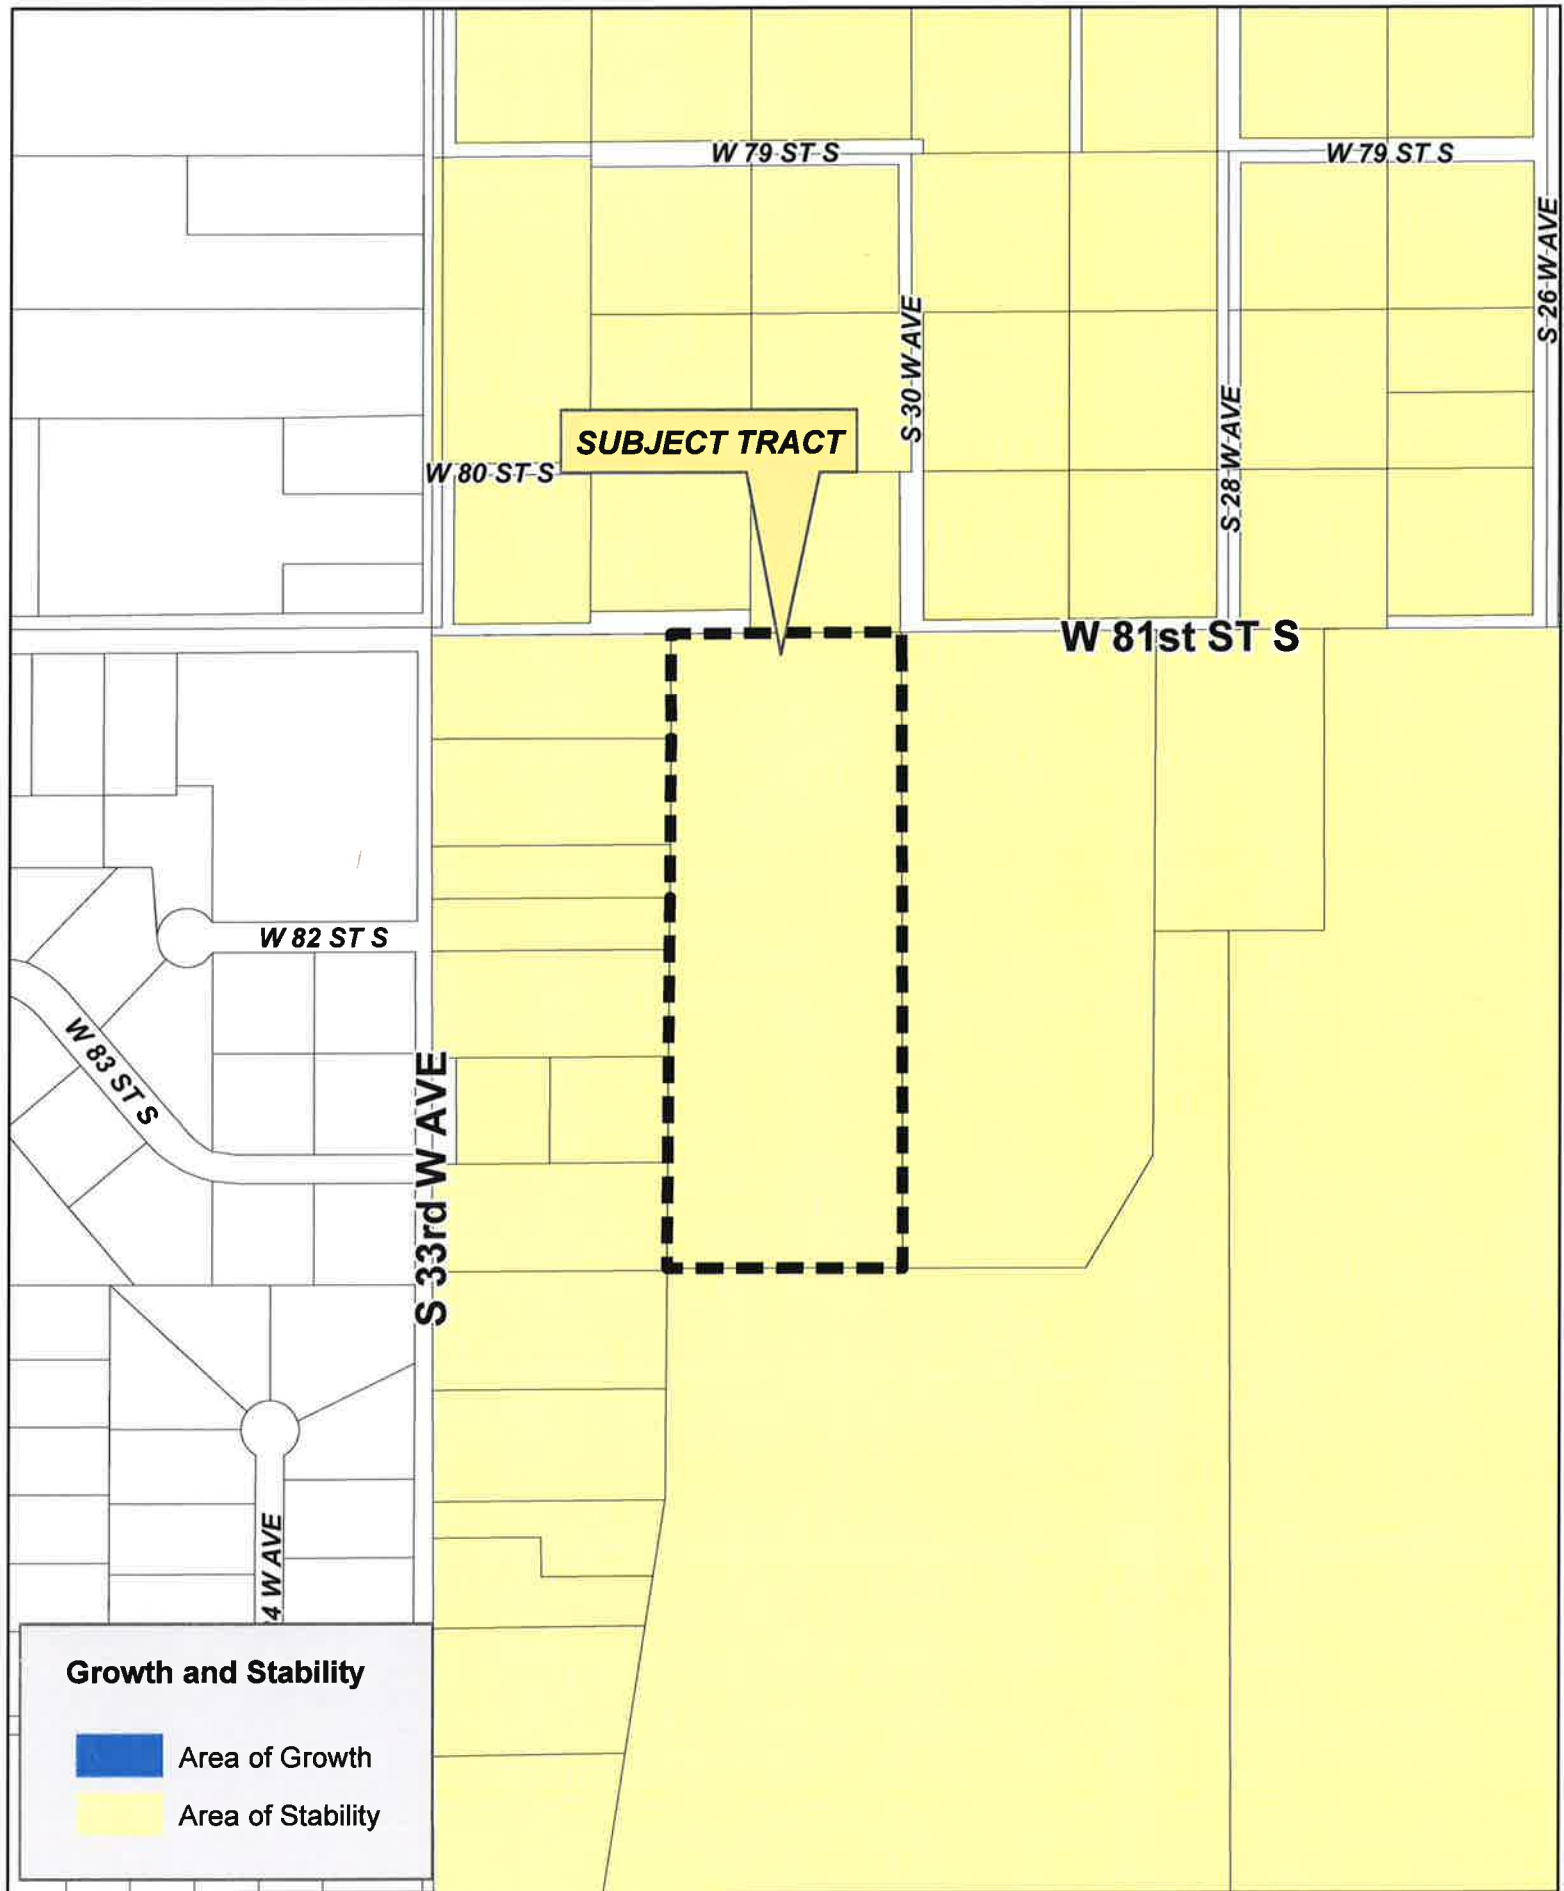 W 79 ST S
W 79 ST S
S 26 W AVE
S 30 W AVE
S 28 W AVE
SUBJECT TRACT
W 80 ST S
W 81st ST S
W 82 ST S
W 83 ST S
S 33rd W AVE
4 W AVE
Growth and Stability
Area of Growth
Area of Stability